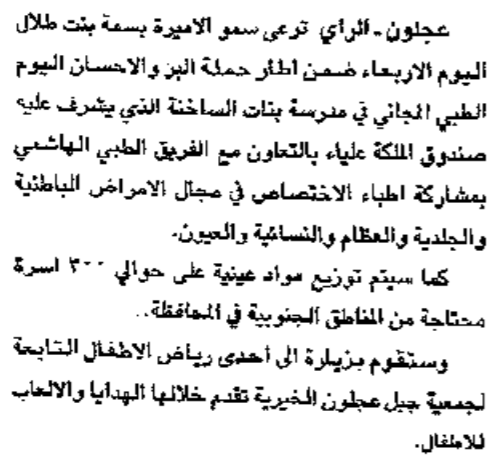 عجلون - الرأي ترعى سمو الاميرة بسمة بنت طلال
اليوم الاربعاء ضمن اطار حملة البر والاحسان اليوم
الطبي المجاني في مدرسة بنات الساخنة الذي يشرف عليه
صندوق الملكة علياء بالتعاون مع الفريق الطبي الهاشمي
بمشاركة اطباء الاختصاص في مجال الامراض الباطنية
والجلدية والعظام والنسائية والعيون.
كما سيتم توزيع مواد عينية على حوالي ٣٠٠ اسرة
محتاجة من المناطق الجنوبية في المحافظة..
وستقوم بزيارة الى أحدى رياض الاطفال التابعة
لجمعية جبل عجلون الخيرية تقدم خلالها الهدايا والالعاب
للاطفال.